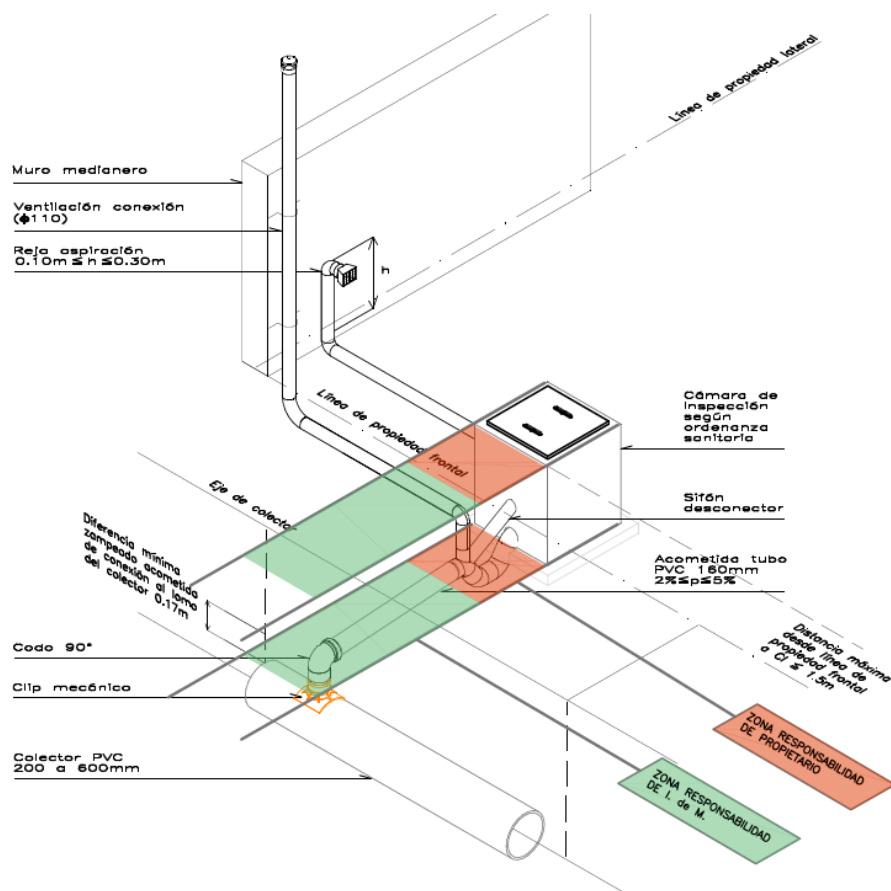 Línea de propiedad lateral
Muro medianero
Ventilación conexión
(ϕ110)
Reja aspiración
0.10m ≤ h ≤0.30m
h
Cámara de
inspección
según
ordenanza
sanitaria
Línea de propiedad frontal
Eje de colector
Sifón
desconector
Diferencia mínima
zampeado acometida
de conexión al lomo
del colector 0.17m
Acometida tubo
PVC 160mm
2%≤p≤5%
Distancia máxima
desde línea de
propiedad frontal
a CI ≤ 1.5m
Codo 90°
Clip mecánico
Colector PVC
200 a 600mm
ZONA RESPONSABILIDAD
DE PROPIETARIO
ZONA RESPONSABILIDAD
DE I. de M.